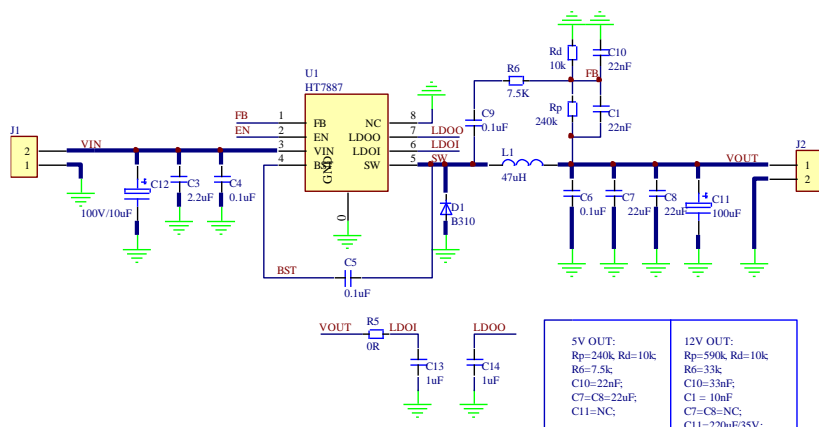 Rd
10k
C10
22nF
U1
HT7887
R6
7.5K
FB
Rp
240k
C1
22nF
C9
0.1uF
J1
2
1
VIN
FB
EN
1
2
3
4
FB
EN
VIN
BST
GND
NC
LDOO
LDOI
SW
8
7
6
5
LDOO
LDOI
SW
L1
47uH
VOUT
J2
1
2
C12
100V/10uF
C3
2.2uF
C4
0.1uF
0
D1
B310
C6
0.1uF
C7
22uF
C8
22uF
C11
100uF
BST
C5
0.1uF
VOUT
R5
0R
LDOI
LDOO
C13
1uF
C14
1uF
5V OUT:
Rp=240k, Rd=10k;
R6=7.5k;
C10=22nF;
C7=C8=22uF;
C11=NC;
12V OUT:
Rp=590k, Rd=10k;
R6=33k;
C10=33nF;
C1 = 10nF
C7=C8=NC;
C11=220uF/35V;